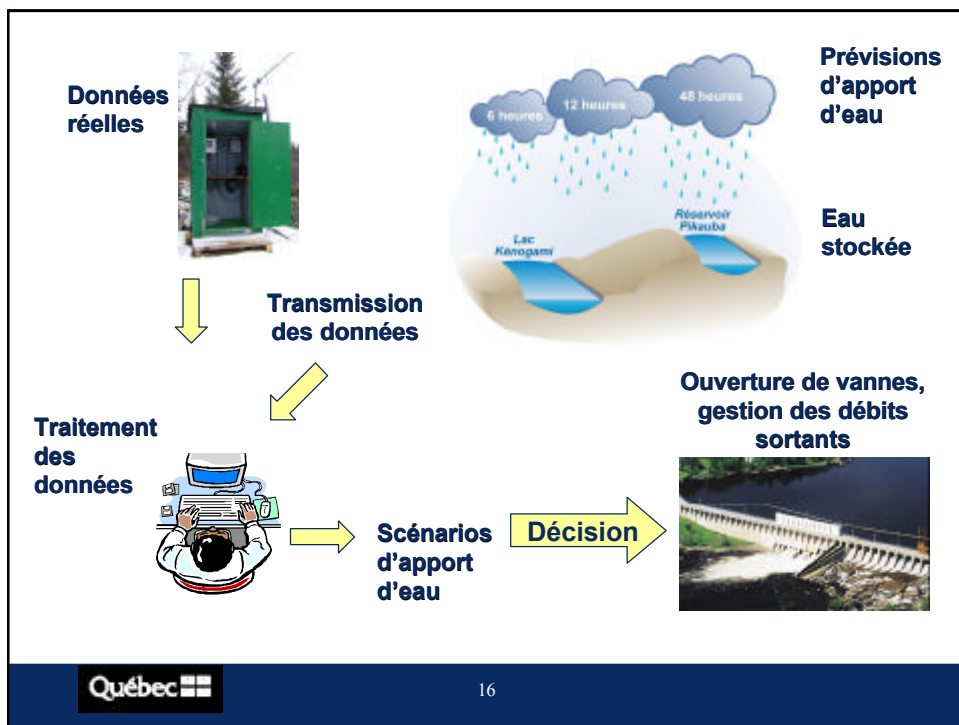 Données
réelles
6 heures
12 heures
48 heures
Prévisions
d'apport
d'eau
Lac
Kénogami
Réservoir
Pikauba
Eau
stockée
Transmission
des données
Traitement
des
données
Scénarios
d'apport
d'eau
Décision
Ouverture de vannes,
gestion des débits
sortants
Québec
16